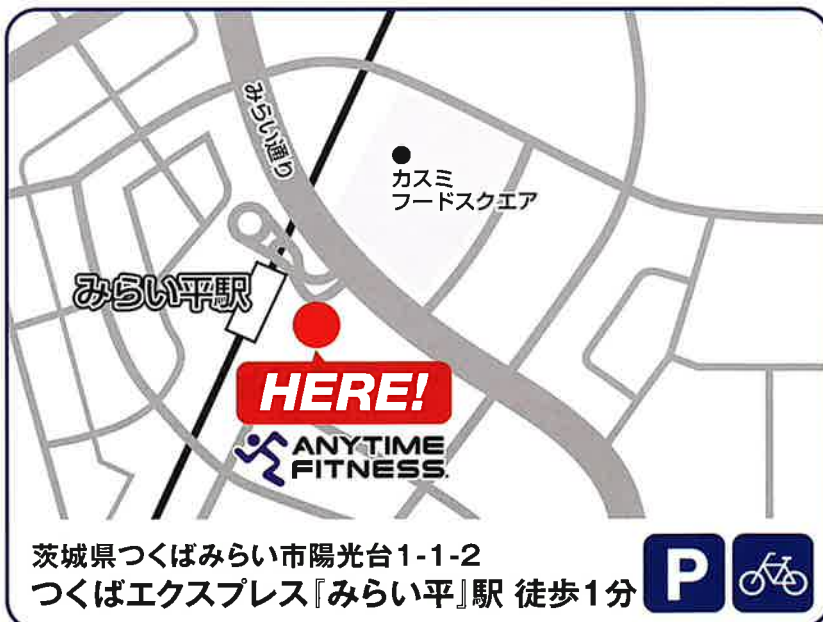 みらい通り
カスミ
フードスクエア
みらい平駅
HERE!
ANYTIME
FITNESS.
茨城県つくばみらい市陽光台1-1-2
つくばエクスプレス『みらい平』駅 徒歩1分
P